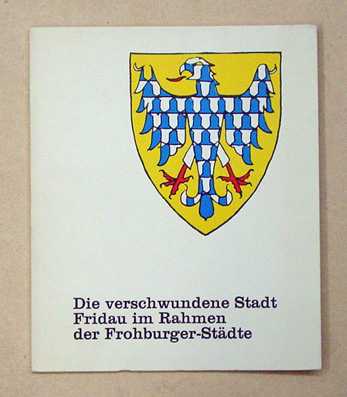 Die verschwundene Stadt
Fridau im Rahmen
der Frohburger-Städte